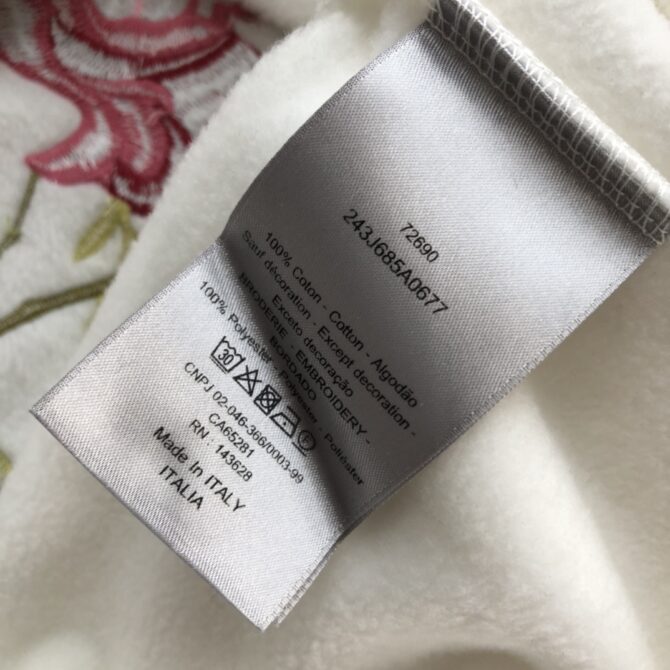 72690
243J685A0677
100% Coton - Cotton - Algodão
Sauf décoration - Except decoration -
Exceto decoração
BRODERIE - EMBROIDERY -
BORDADO
100% Polyester - Polyester - Poliéster
30
CNPJ 02-046-366/0003-99
CA65281
RN : 143628
Made In ITALY
ITALIA